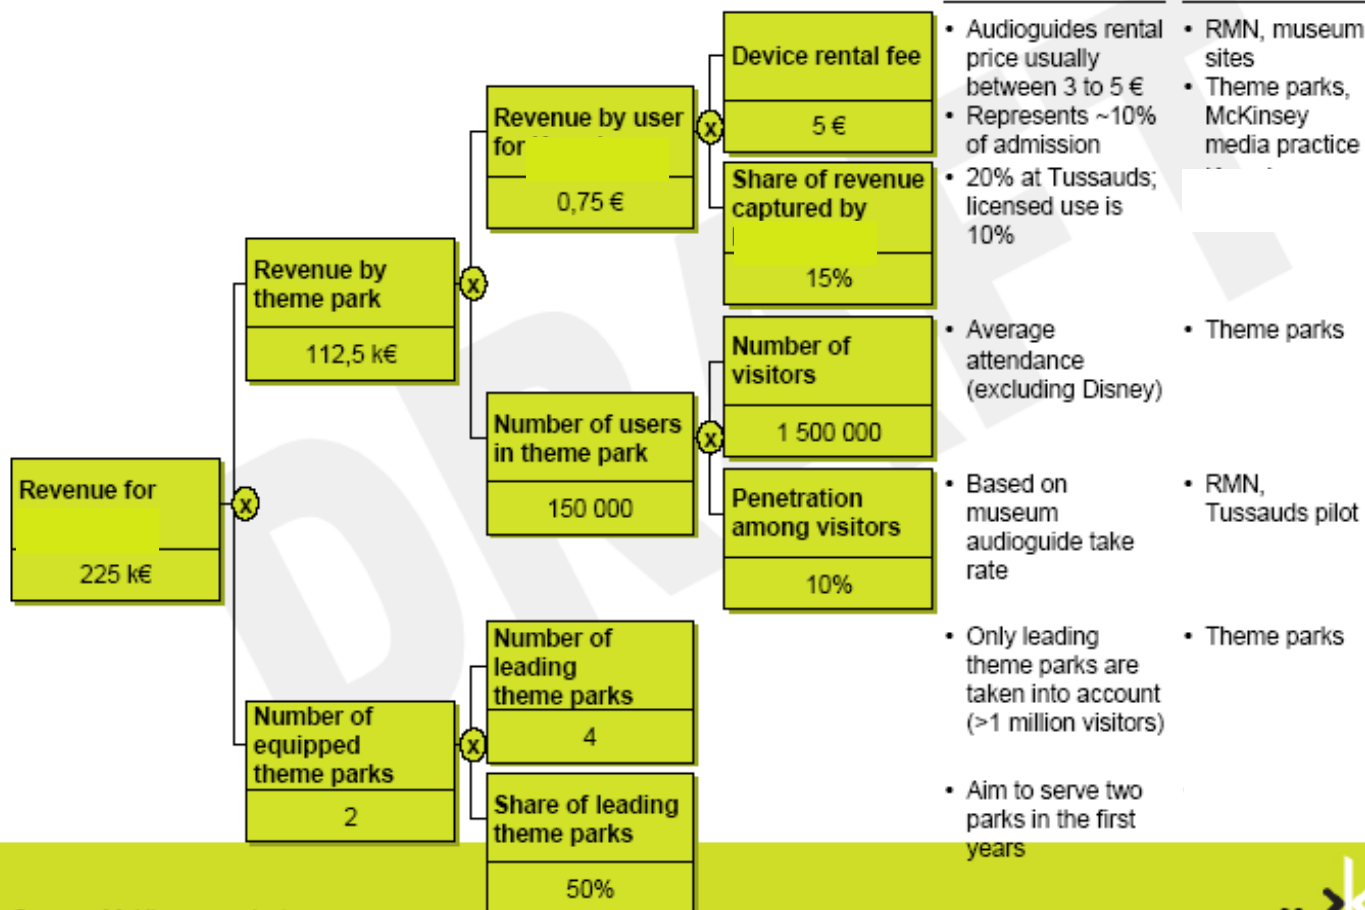 Device rental fee
5 €
Revenue by user
for
0,75 €
Share of revenue
captured by
15%
Revenue by
theme park
112,5 k€
Number of
visitors
1 500 000
Number of users
in theme park
150 000
Penetration
among visitors
10%
Revenue for
225 k€
Number of
leading
theme parks
4
Number of
equipped
theme parks
2
Share of leading
theme parks
50%
x
x
x
x
x
• Audioguides rental
price usually
between 3 to 5 €
• Represents ~10%
of admission
• 20% at Tussauds;
licensed use is
10%
• Average
attendance
(excluding Disney)
• Based on
museum
audioguide take
rate
• Only leading
theme parks are
taken into account
(>1 million visitors)
• Aim to serve two
parks in the first
years
• RMN, museum
sites
• Theme parks,
McKinsey
media practice
• Theme parks
• RMN,
Tussauds pilot
• Theme parks
DRAFT